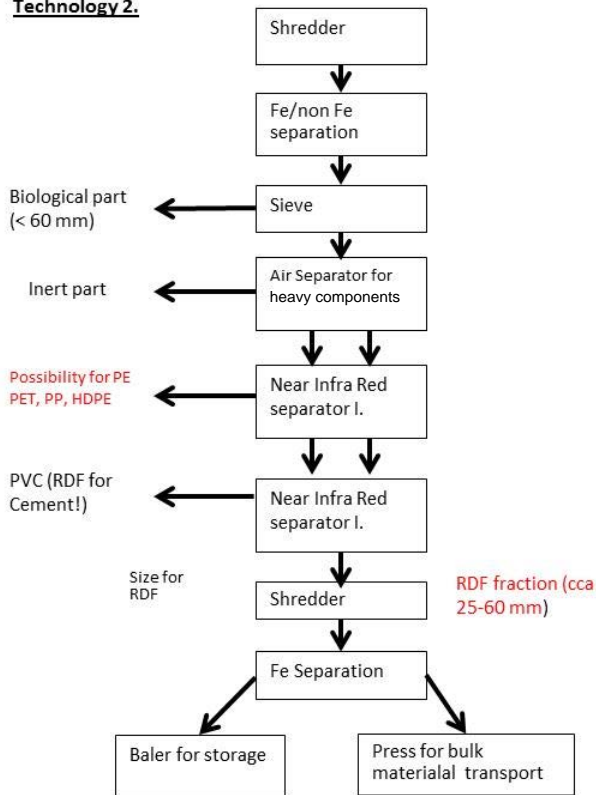 Technology 2.
Shredder
Fe/non Fe
separation
Biological part
(< 60 mm)
Sieve
Inert part
Air Separator for
heavy components
Possibility for PE
PET, PP, HDPE
Near Infra Red
separator I.
PVC (RDF for
Cement!)
Near Infra Red
separator I.
Size for
RDF
Shredder
RDF fraction (cca
25-60 mm)
Fe Separation
Baler for storage
Press for bulk
materialal transport